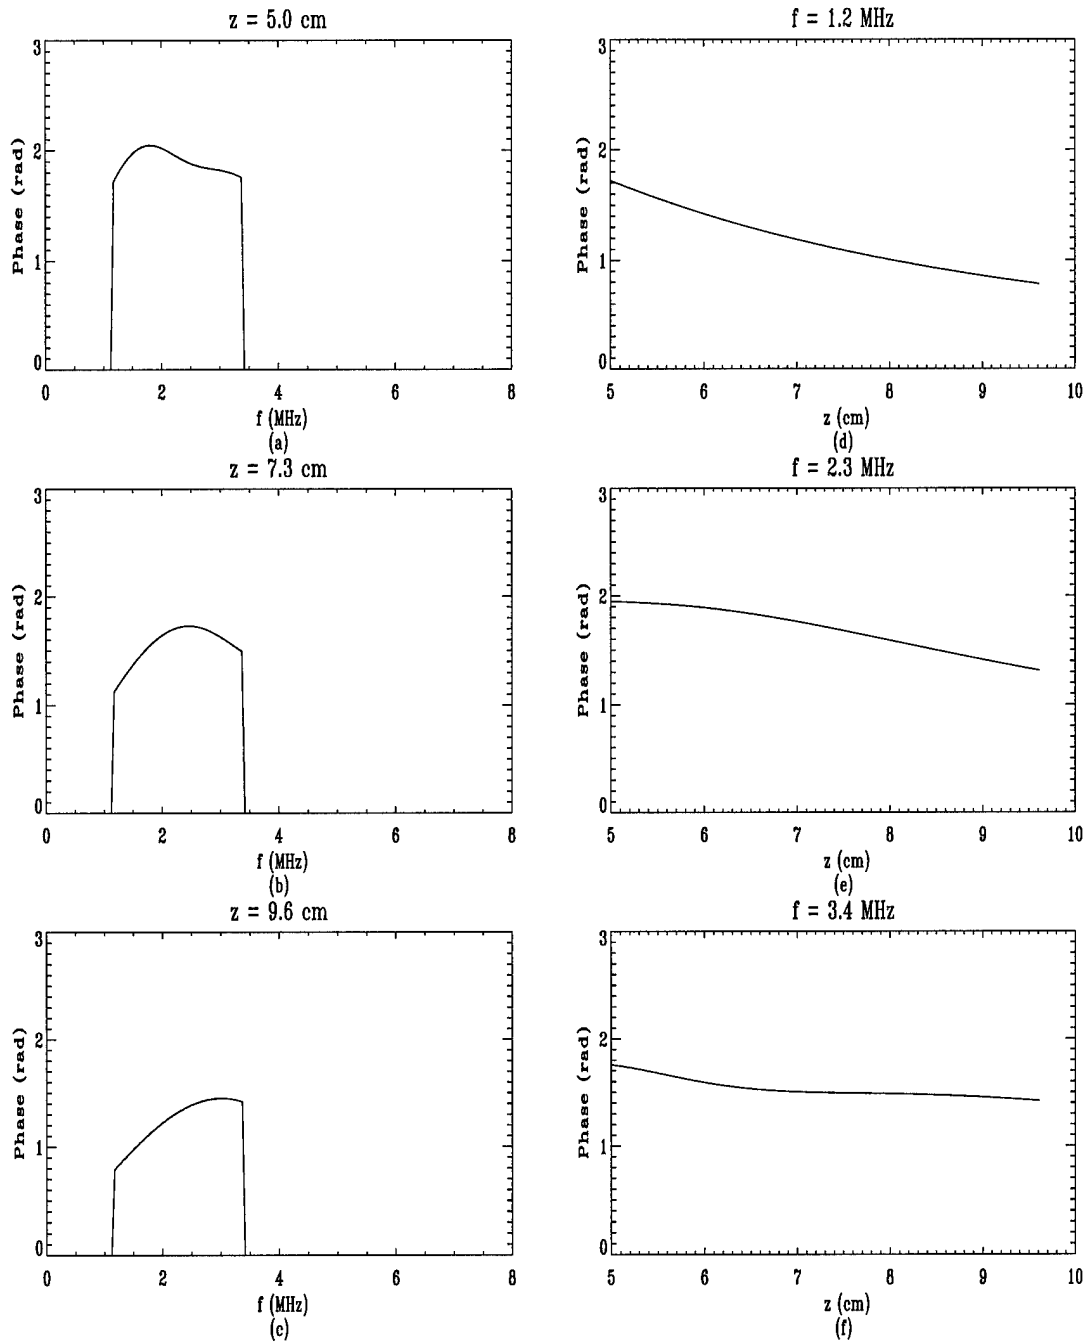 z = 5.0 cm
3
2
1
0
Phase (rad)
0 2 4 6 8
f (MHz)
(a)
f = 1.2 MHz
3
2
1
0
Phase (rad)
5 6 7 8 9 10
z (cm)
(d)
z = 7.3 cm
3
2
1
0
Phase (rad)
0 2 4 6 8
f (MHz)
(b)
f = 2.3 MHz
3
2
1
0
Phase (rad)
5 6 7 8 9 10
z (cm)
(e)
z = 9.6 cm
3
2
1
0
Phase (rad)
0 2 4 6 8
f (MHz)
(c)
f = 3.4 MHz
3
2
1
0
Phase (rad)
5 6 7 8 9 10
z (cm)
(f)